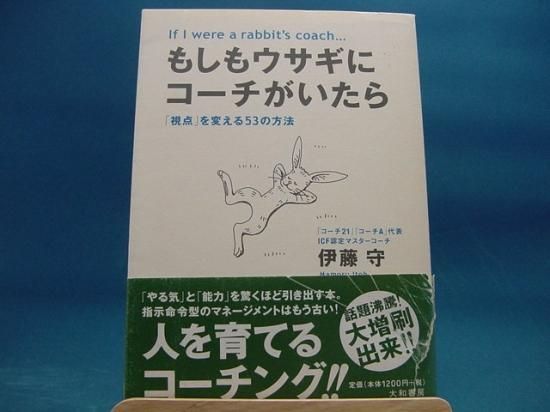 If I were a rabbit's coach...
もしもウサギに
コーチがいたら
「視点」を変える53の方法
「コーチ21」「コーチA」代表
ICF認定マスターコーチ
伊藤 守
Mamoru Itoh
「やる気」と「能力」を驚くほど引き出す本。
指示命令型のマネージメントはもう古い!
人を育てる
コーチング!!
話題沸騰!
大増刷
出来!!
定価(本体1200円+税)
大和書房